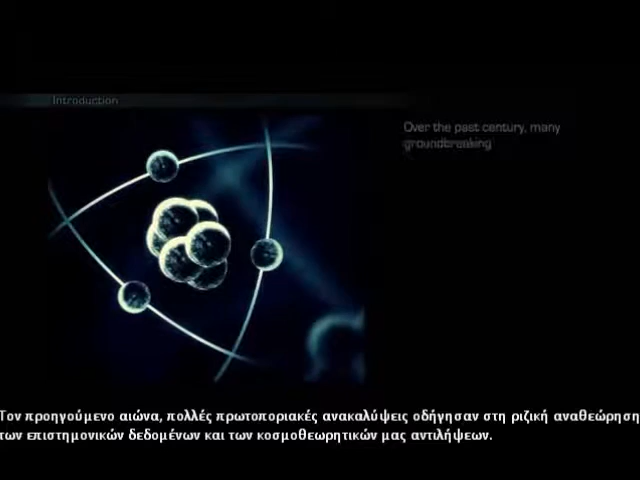 Introduction
Over the past century, many
groundbreaking
Τον προηγούμενο αιώνα, πολλές πρωτοποριακές ανακαλύψεις οδήγησαν στη ριζική αναθεώρηση
των επιστημονικών δεδομένων και των κοσμοθεωρητικών μας αντιλήψεων.